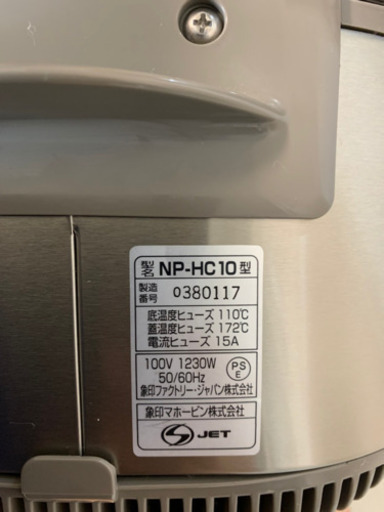 型名 NP-HC10型
製造番号 0380117
底温度ヒューズ 110℃
蓋温度ヒューズ 172℃
電流ヒューズ 15A
100V 1230W
50/60Hz
PSE
象印ファクトリー・ジャパン株式会社
象印マホービン株式会社
S JET